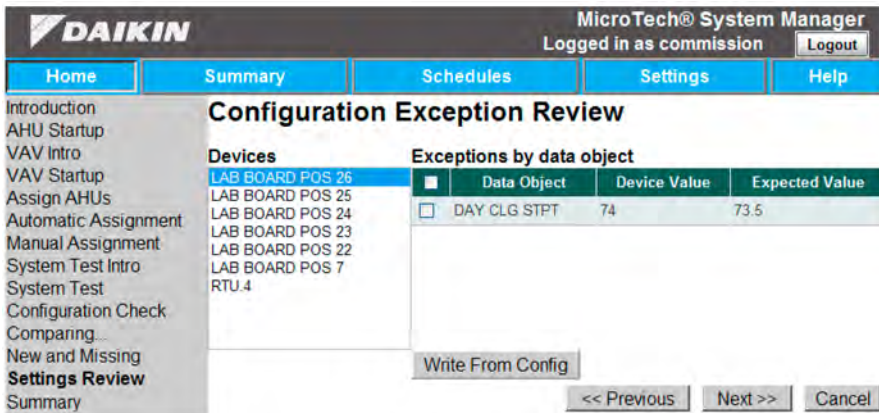 DAIKIN
MicroTech® System Manager
Logged in as commission
Logout
Home
Summary
Schedules
Settings
Help
Introduction
AHU Startup
VAV Intro
VAV Startup
Assign AHUs
Automatic Assignment
Manual Assignment
System Test Intro
System Test
Configuration Check
Comparing...
New and Missing
Settings Review
Summary
Configuration Exception Review
Devices
LAB BOARD POS 26
LAB BOARD POS 25
LAB BOARD POS 24
LAB BOARD POS 23
LAB BOARD POS 22
LAB BOARD POS 7
RTU.4
Exceptions by data object
Data Object Device Value Expected Value
DAY CLG STPT 74 73.5
Write From Config
<< Previous
Next >>
Cancel